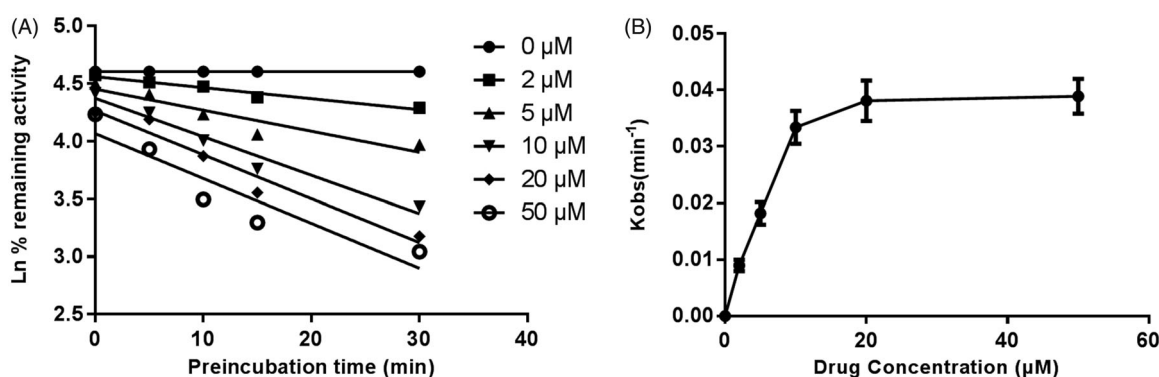 (A)
Ln % remaining activity
5.0
4.5
4.0
3.5
3.0
2.5
0
10
20
30
40
Preincubation time (min)
0 µM
2 µM
5 µM
10 µM
20 µM
50 µM
(B)
Kobs(min⁻¹)
0.05
0.04
0.03
0.02
0.01
0.00
0
20
40
60
Drug Concentration (µM)